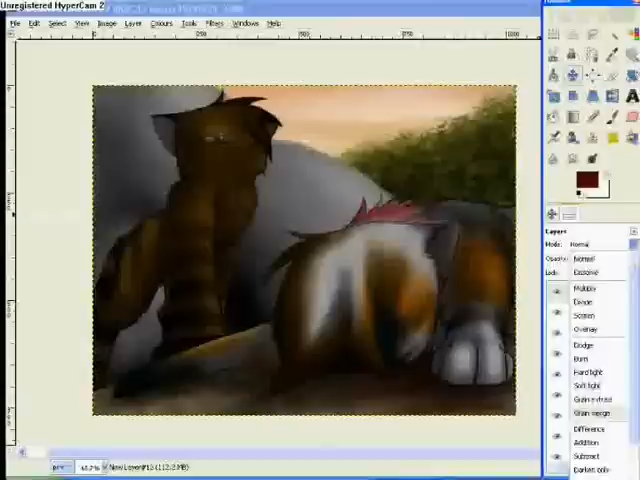 Unregistered HyperCam 2
File Edit Select View Image Layer Colours Tools Filters Windows Help
Layers
Mode: Normal
Normal
Dissolve
Multiply
Divide
Screen
Overlay
Dodge
Burn
Hard light
Soft light
Grain extract
Grain merge
Difference
Addition
Subtract
Darken only